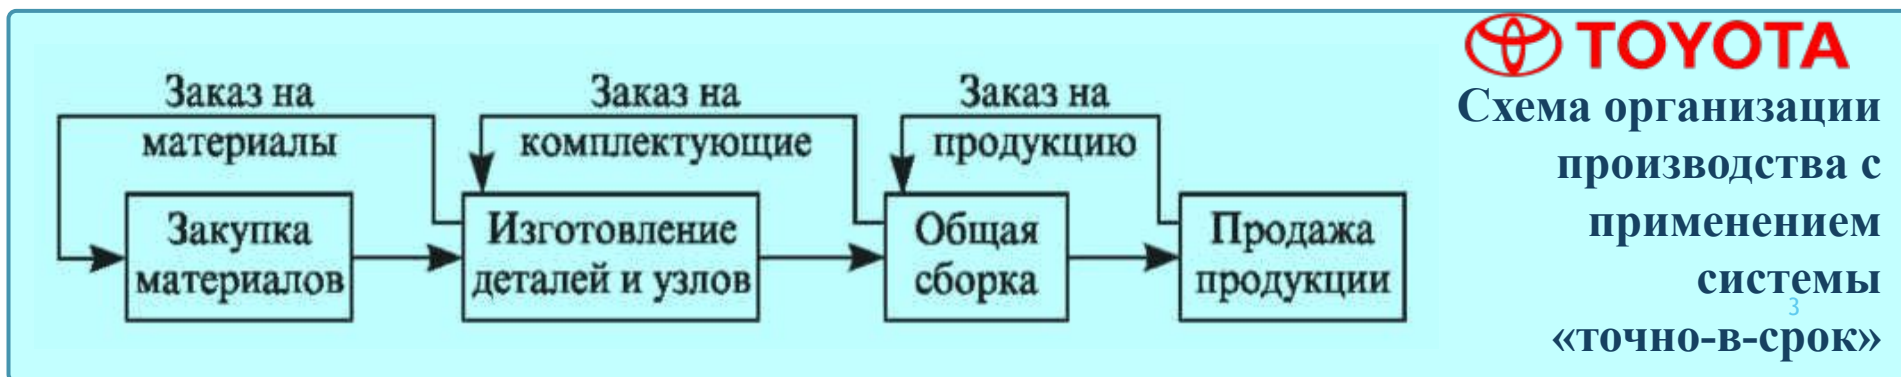 Заказ на
материалы
Заказ на
комплектующие
Заказ на
продукцию
Закупка
материалов
Изготовление
деталей и узлов
Общая
сборка
Продажа
продукции
TOYOTA
Схема организации
производства с
применением
системы
3
«точно-в-срок»